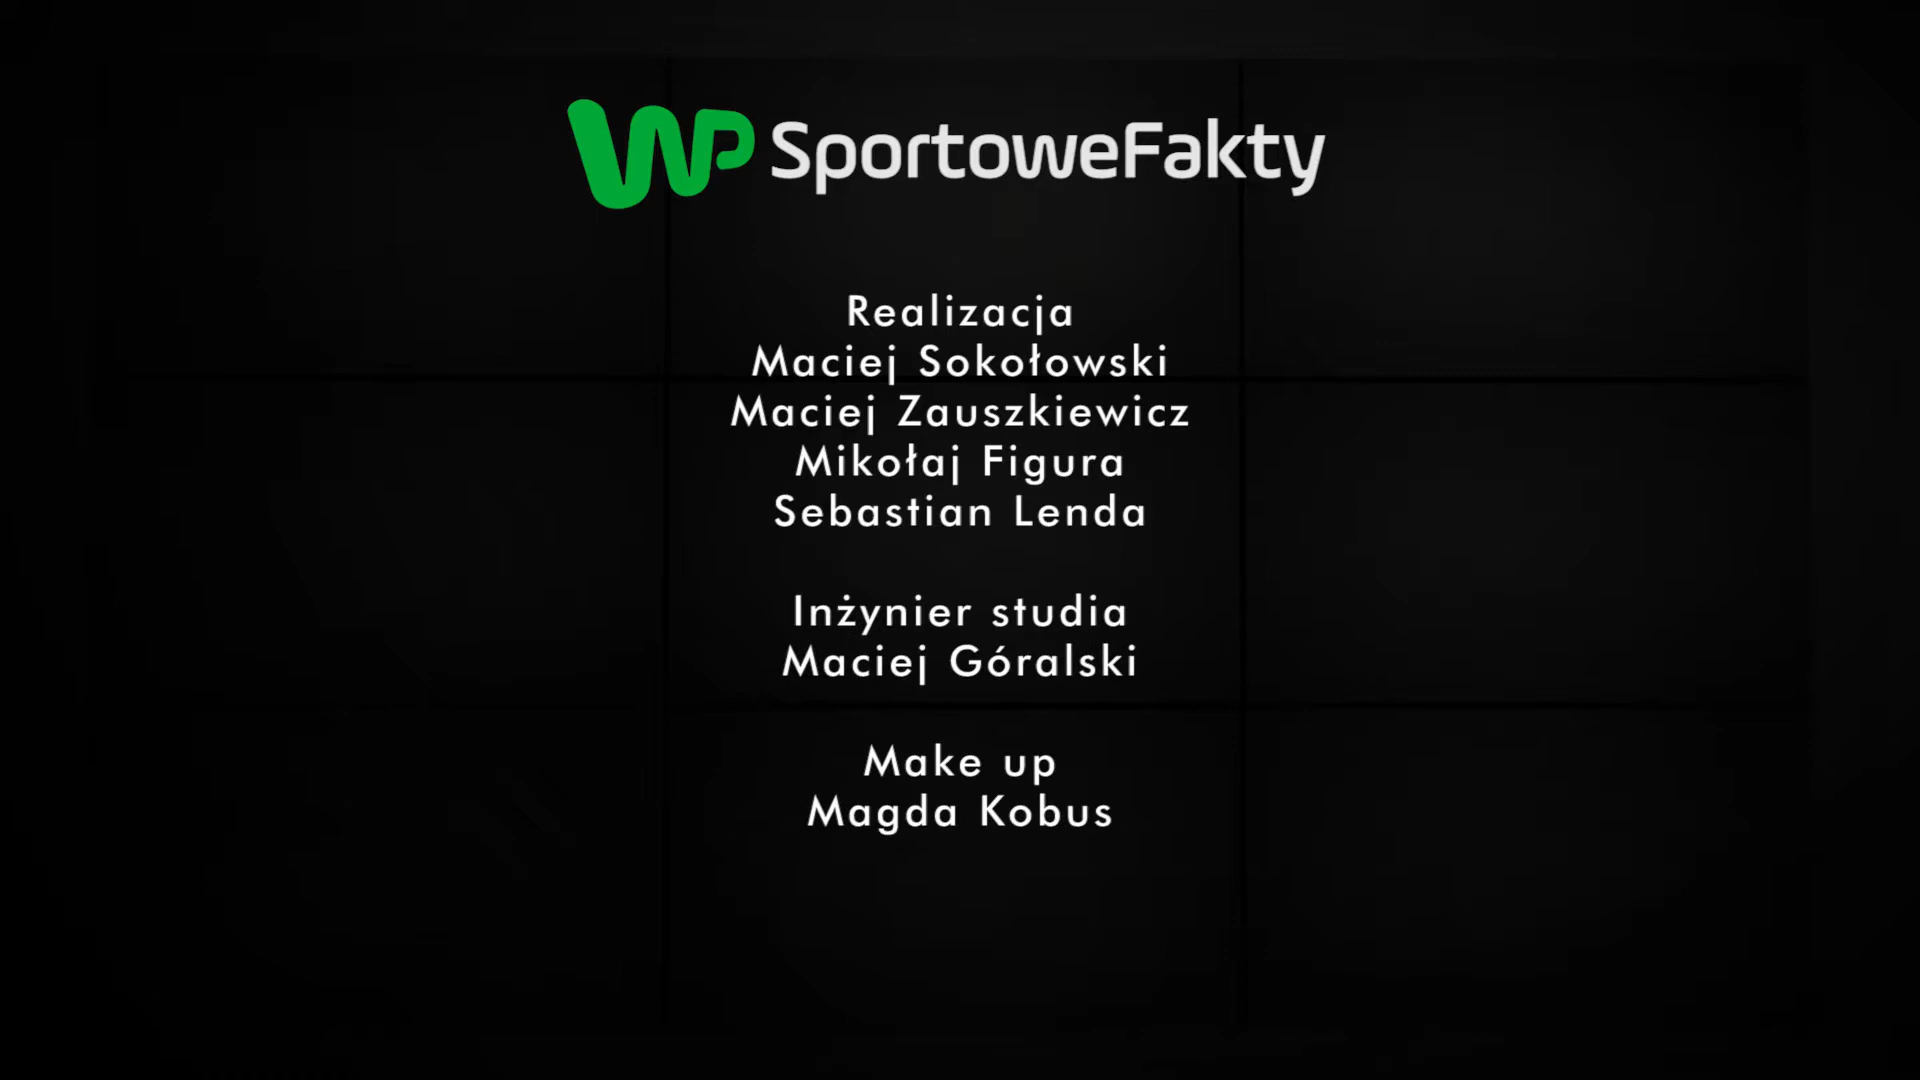 WP SportoweFakty
Realizacja
Maciej Sokołowski
Maciej Zauszkiewicz
Mikołaj Figura
Sebastian Lenda
Inżynier studia
Maciej Góralski
Make up
Magda Kobus